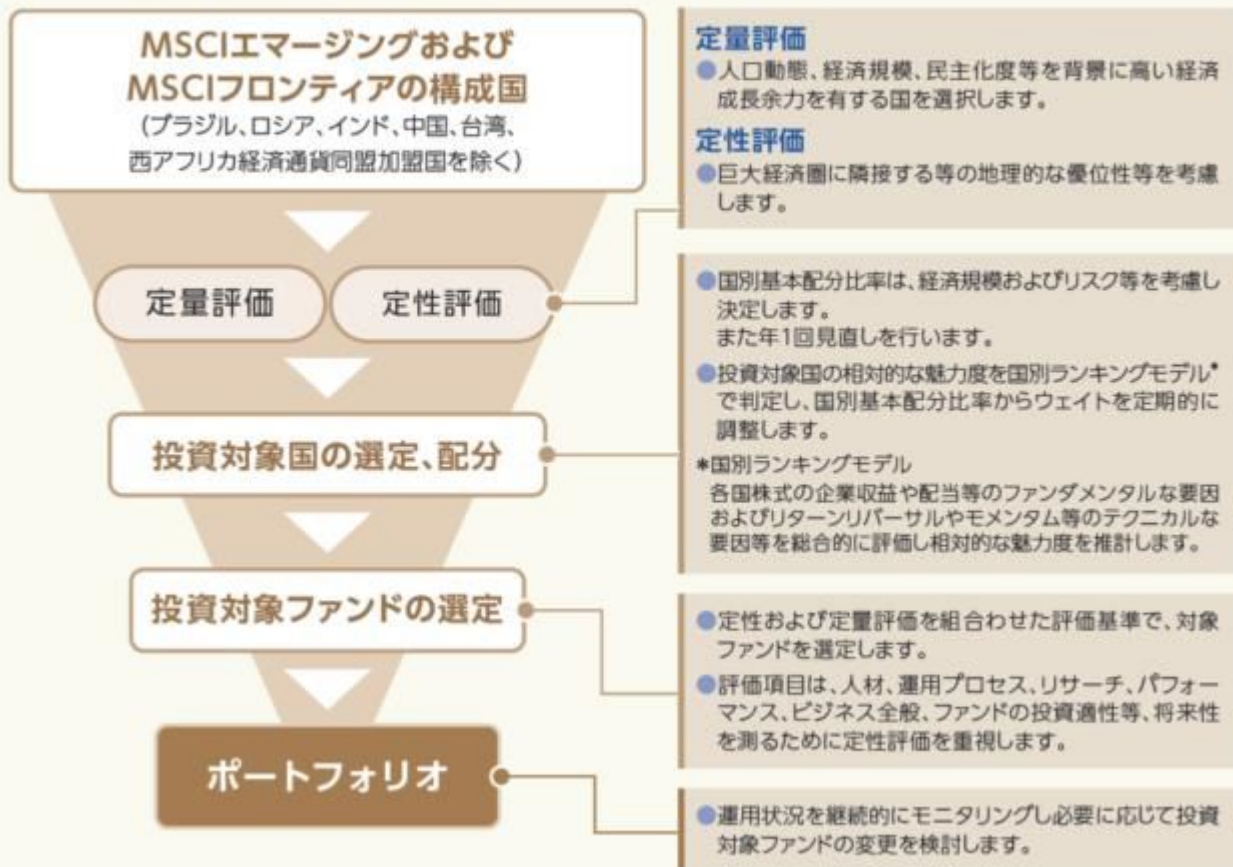 MSCIエマージングおよび
MSCIフロンティアの構成国
(ブラジル、ロシア、インド、中国、台湾、
西アフリカ経済通貨同盟加盟国を除く)
定量評価
定性評価
投資対象国の選定、配分
投資対象ファンドの選定
ポートフォリオ
定量評価
●人口動態、経済規模、民主化度等を背景に高い経済
成長余力を有する国を選択します。
定性評価
●巨大経済圏に隣接する等の地理的な優位性等を考慮
します。
●国別基本配分比率は、経済規模およびリスク等を考慮し
決定します。
また年1回見直しを行います。
●投資対象国の相対的な魅力度を国別ランキングモデル*
で判定し、国別基本配分比率からウェイトを定期的に
調整します。
*国別ランキングモデル
各国株式の企業収益や配当等のファンダメンタルな要因
およびリターンリバーサルやモメンタム等のテクニカルな
要因等を総合的に評価し相対的な魅力度を推計します。
●定性および定量評価を組合わせた評価基準で、対象
ファンドを選定します。
●評価項目は、人材、運用プロセス、リサーチ、パフォー
マンス、ビジネス全般、ファンドの投資適性等、将来性
を測るために定性評価を重視します。
●運用状況を継続的にモニタリングし必要に応じて投資
対象ファンドの変更を検討します。